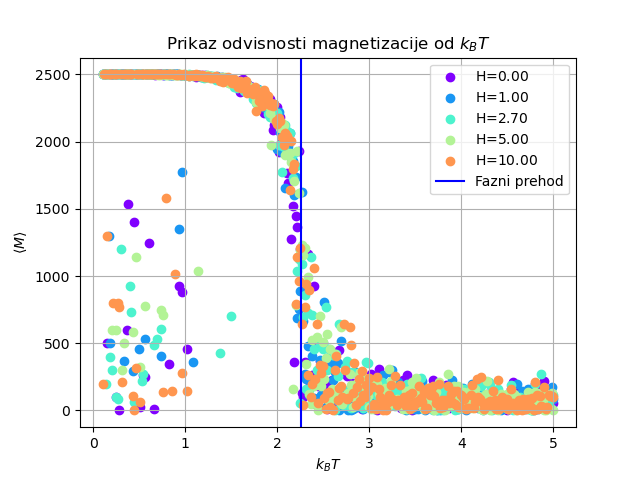 Prikaz odvisnosti magnetizacije od $k_BT$
⟨M⟩
2500
2000
1500
1000
500
0
H=0.00
H=1.00
H=2.70
H=5.00
H=10.00
Fazni prehod
0 1 2 3 4 5
$k_BT$